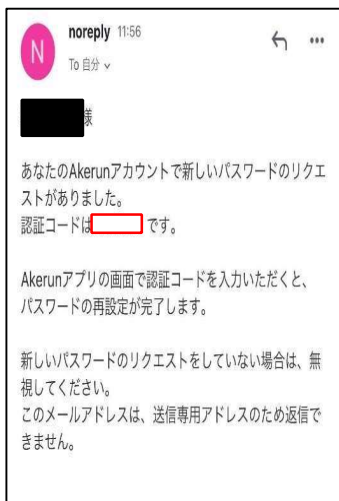 N
noreply 11:56
To 自分
様
あなたのAkerunアカウントで新しいパスワードのリクエ
ストがありました。
認証コードは です。
Akerunアプリの画面で認証コードを入力いただくと、
パスワードの再設定が完了します。
新しいパスワードのリクエストをしていない場合は、無
視してください。
このメールアドレスは、送信専用アドレスのため返信で
きません。